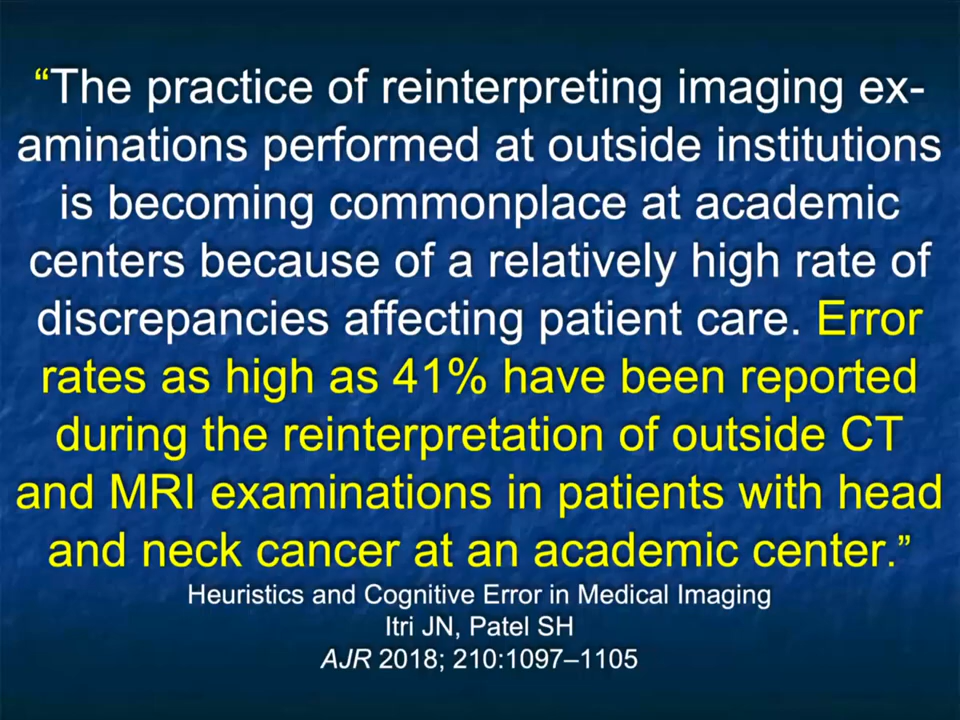 “The practice of reinterpreting imaging ex-
aminations performed at outside institutions
is becoming commonplace at academic
centers because of a relatively high rate of
discrepancies affecting patient care. Error
rates as high as 41% have been reported
during the reinterpretation of outside CT
and MRI examinations in patients with head
and neck cancer at an academic center.”
Heuristics and Cognitive Error in Medical Imaging
Itri JN, Patel SH
AJR 2018; 210:1097–1105